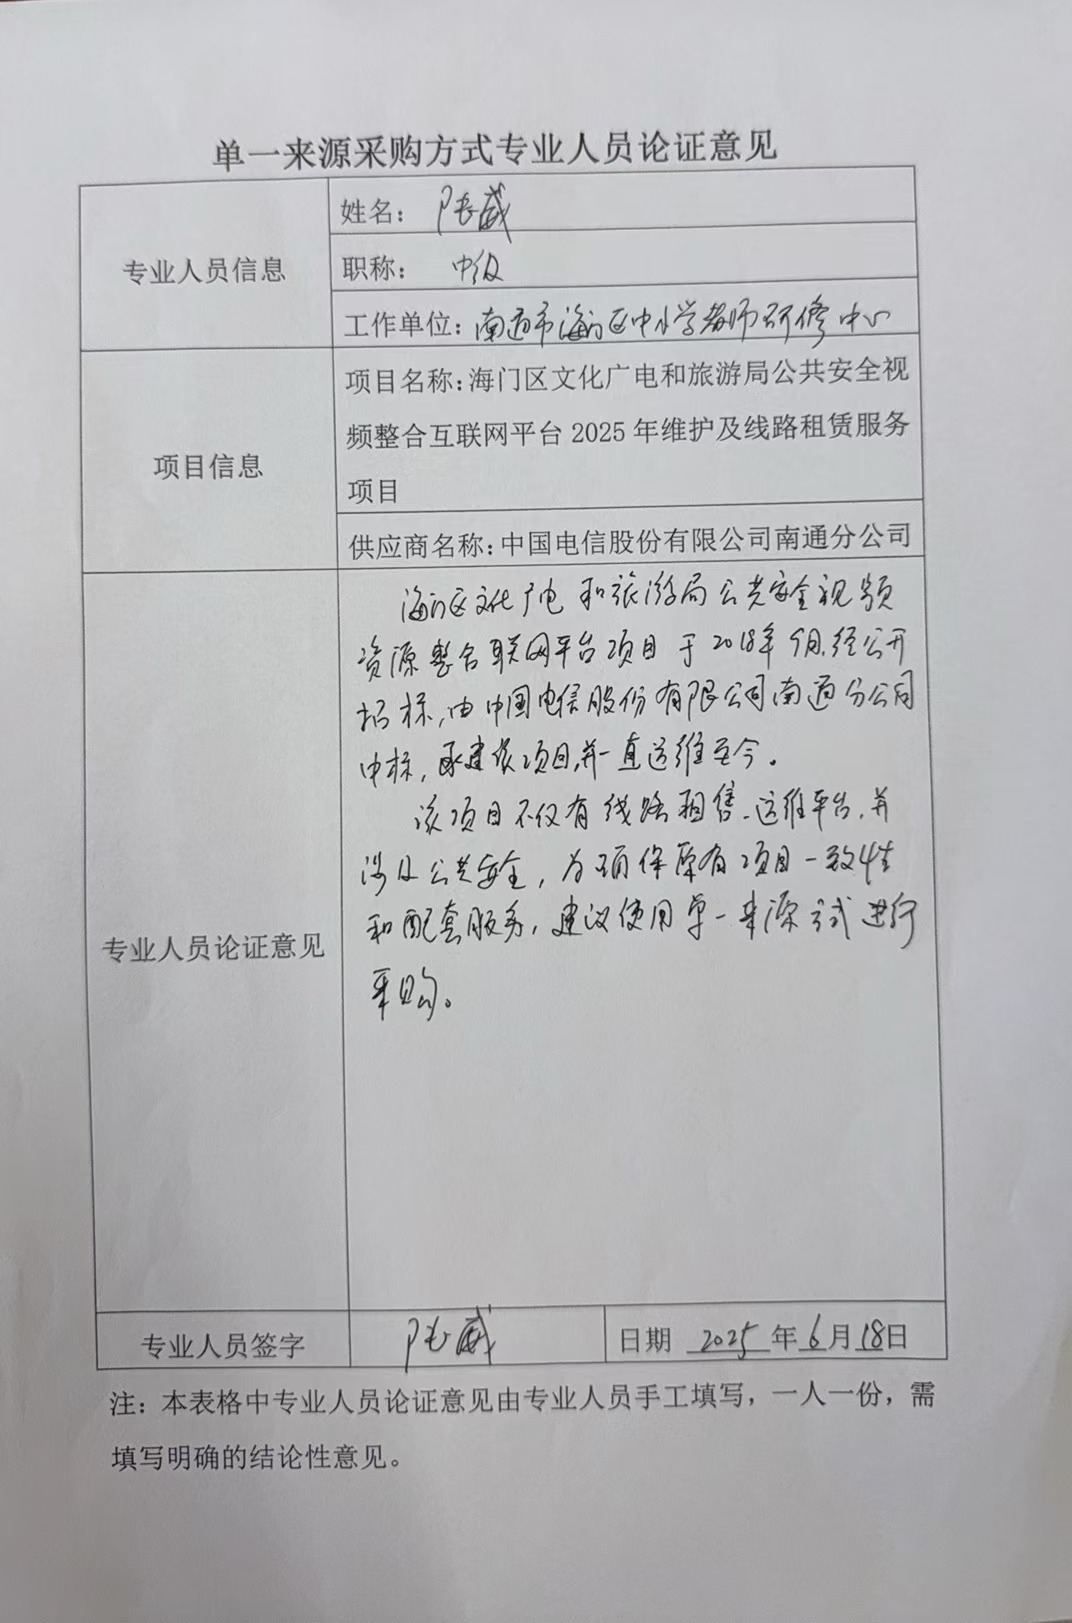 单一来源采购方式专业人员论证意见
专业人员信息
姓名：陆威
职称：中级
工作单位：南通市海门区中小学教师研修中心
项目信息
项目名称：海门区文化广电和旅游局公共安全视
频整合互联网平台2025年维护及线路租赁服务
项目
供应商名称：中国电信股份有限公司南通分公司
专业人员论证意见
海门区文化广电和旅游局公共安全视频
资源整合联网平台项目于2018年9月,经公开
招标,由中国电信股份有限公司南通分公司
中标,承建该项目,并一直运维至今。
该项目不仅有线路租售、运维平台,并
涉及公共安全,为确保原有项目一致性
和配套服务,建议使用单一来源方式进行
采购。
专业人员签字
陆威
日期 2025年6月18日
注：本表格中专业人员论证意见由专业人员手工填写，一人一份，需
填写明确的结论性意见。